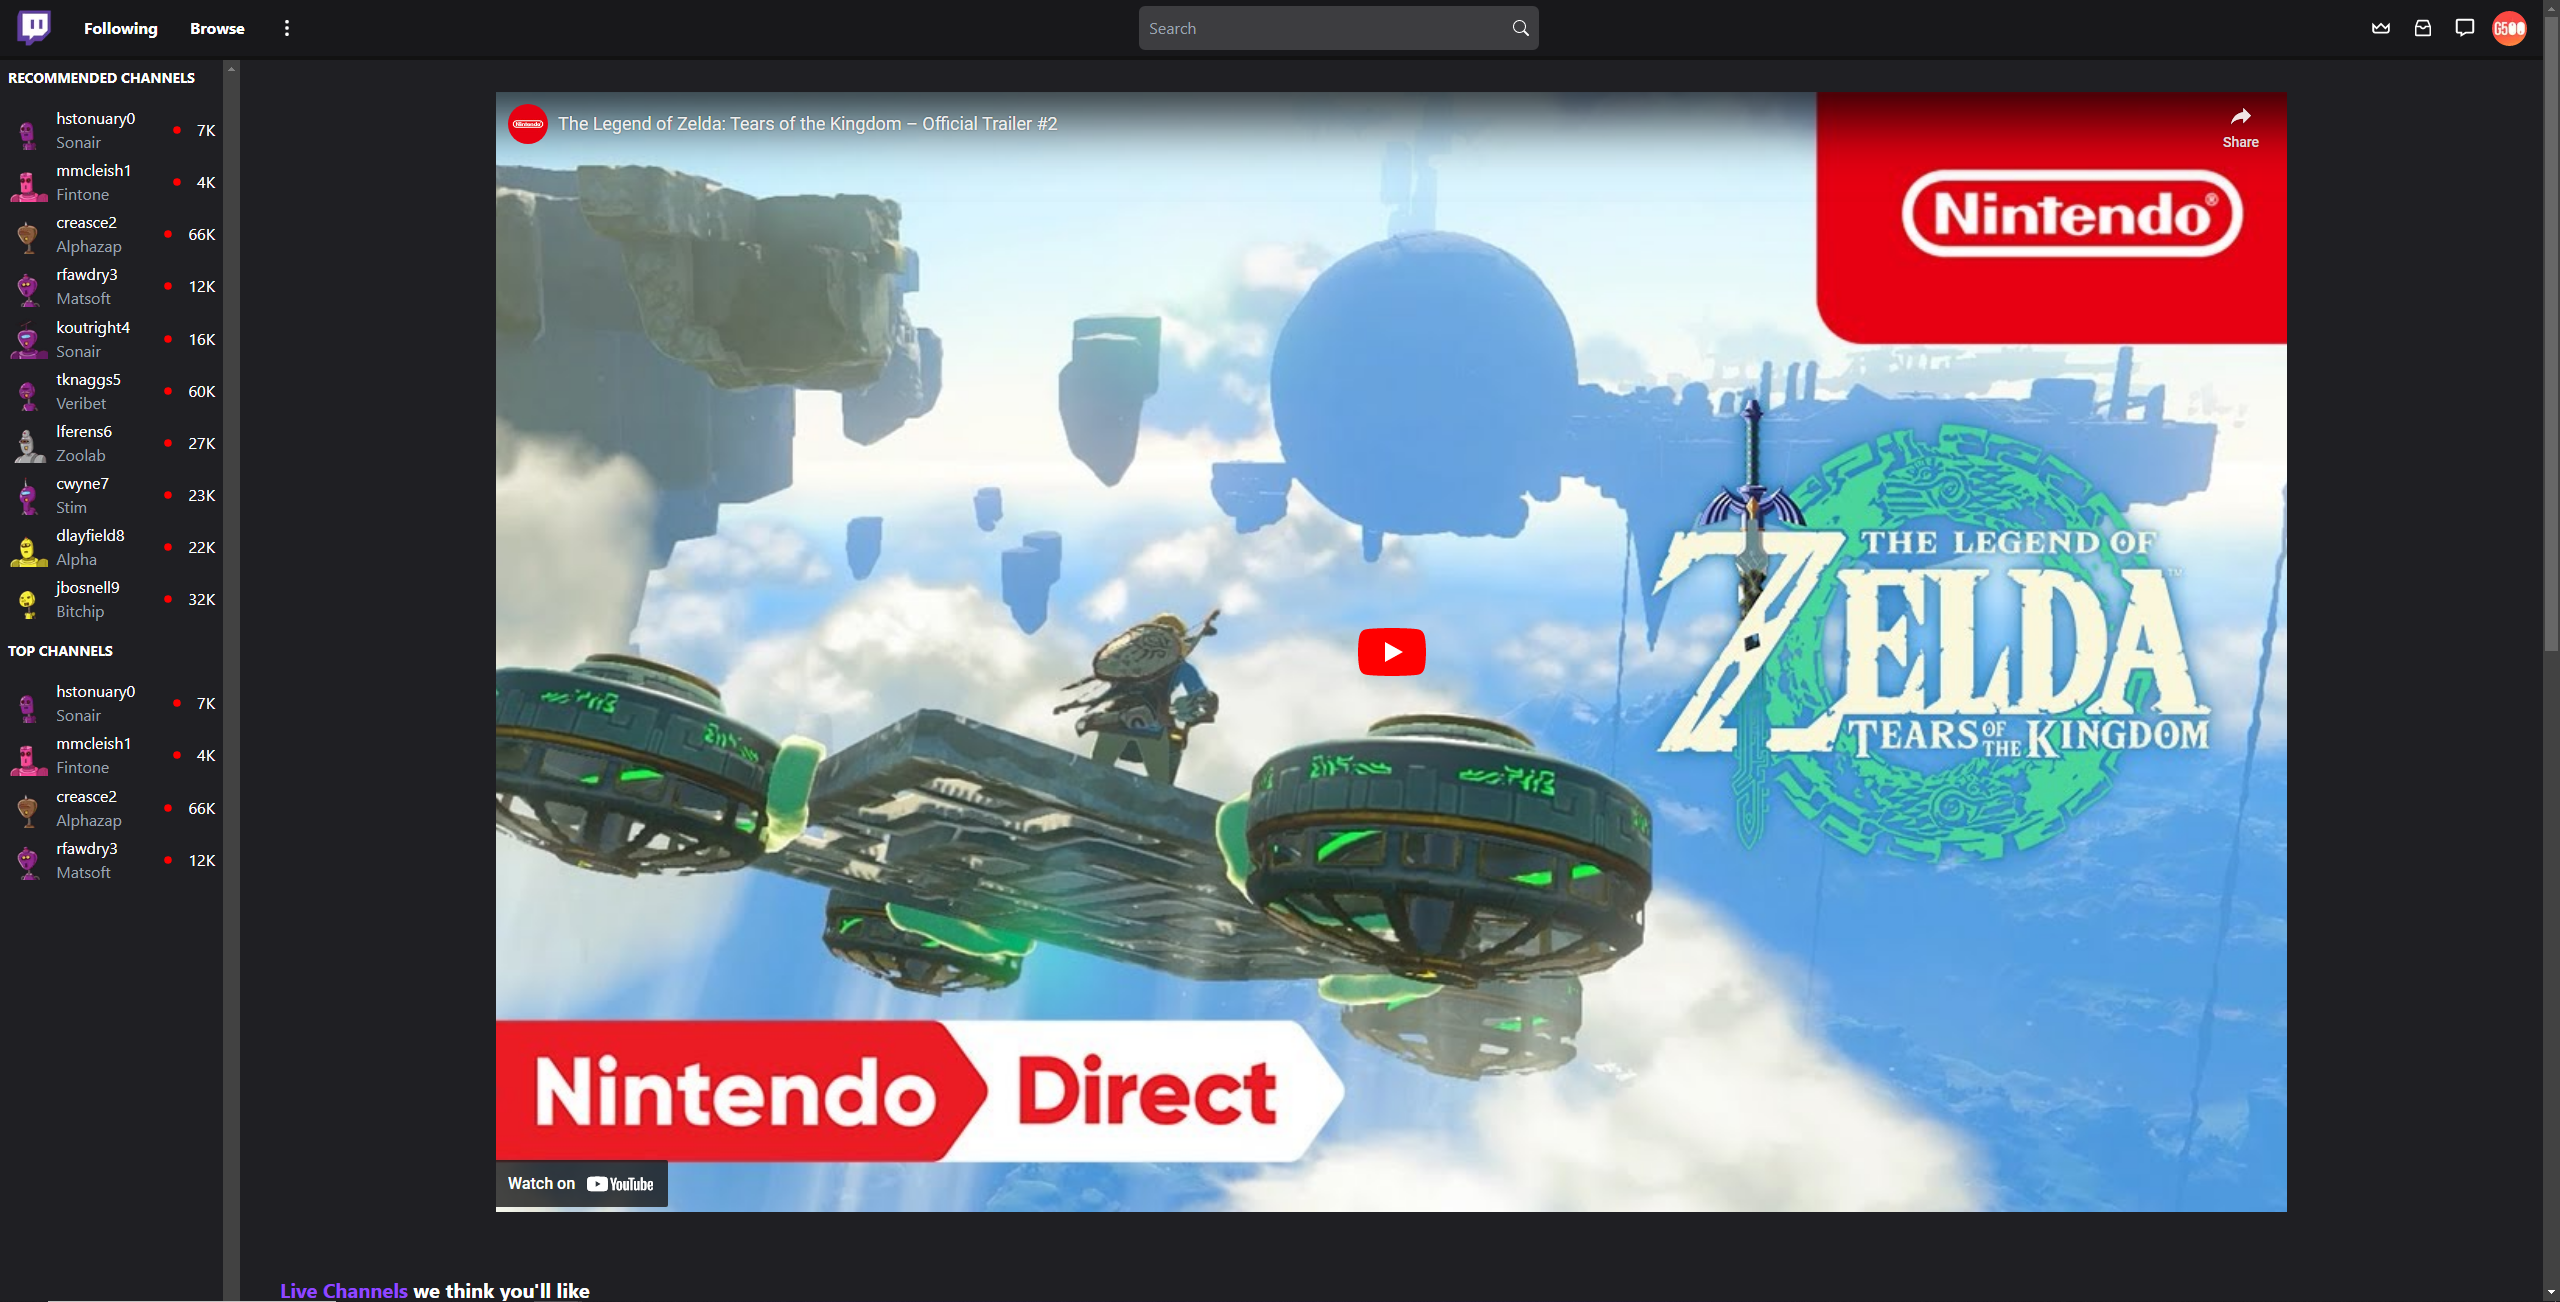 Following
Browse
Search
G500
RECOMMENDED CHANNELS
hstonuary0
Sonair
7K
mmcleish1
Fintone
4K
creasce2
Alphazap
66K
rfawdry3
Matsoft
12K
koutright4
Sonair
16K
tknaggs5
Veribet
60K
lferens6
Zoolab
27K
cwyne7
Stim
23K
dlayfield8
Alpha
22K
jbosnell9
Bitchip
32K
TOP CHANNELS
hstonuary0
Sonair
7K
mmcleish1
Fintone
4K
creasce2
Alphazap
66K
rfawdry3
Matsoft
12K
Nintendo
The Legend of Zelda: Tears of the Kingdom – Official Trailer #2
Share
Nintendo®
THE LEGEND OF
ZELDA™
TEARS OF THE KINGDOM
Nintendo Direct
Watch on YouTube
Live Channels we think you'll like